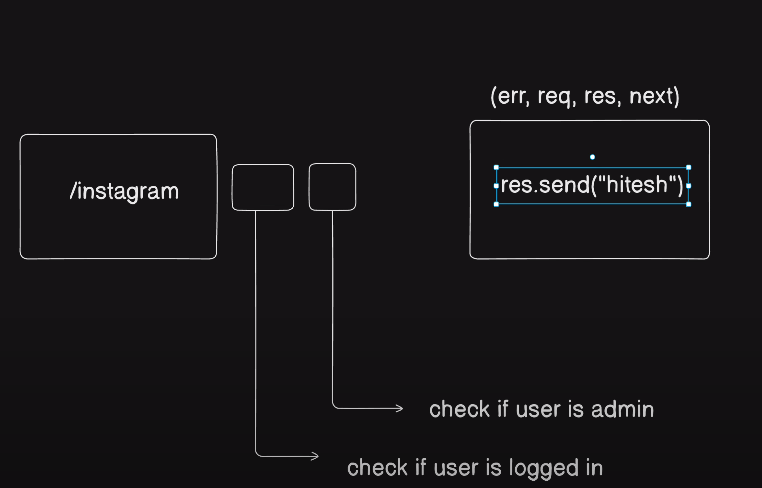 (err, req, res, next)
/instagram
res.send("hitesh")
check if user is admin
check if user is logged in